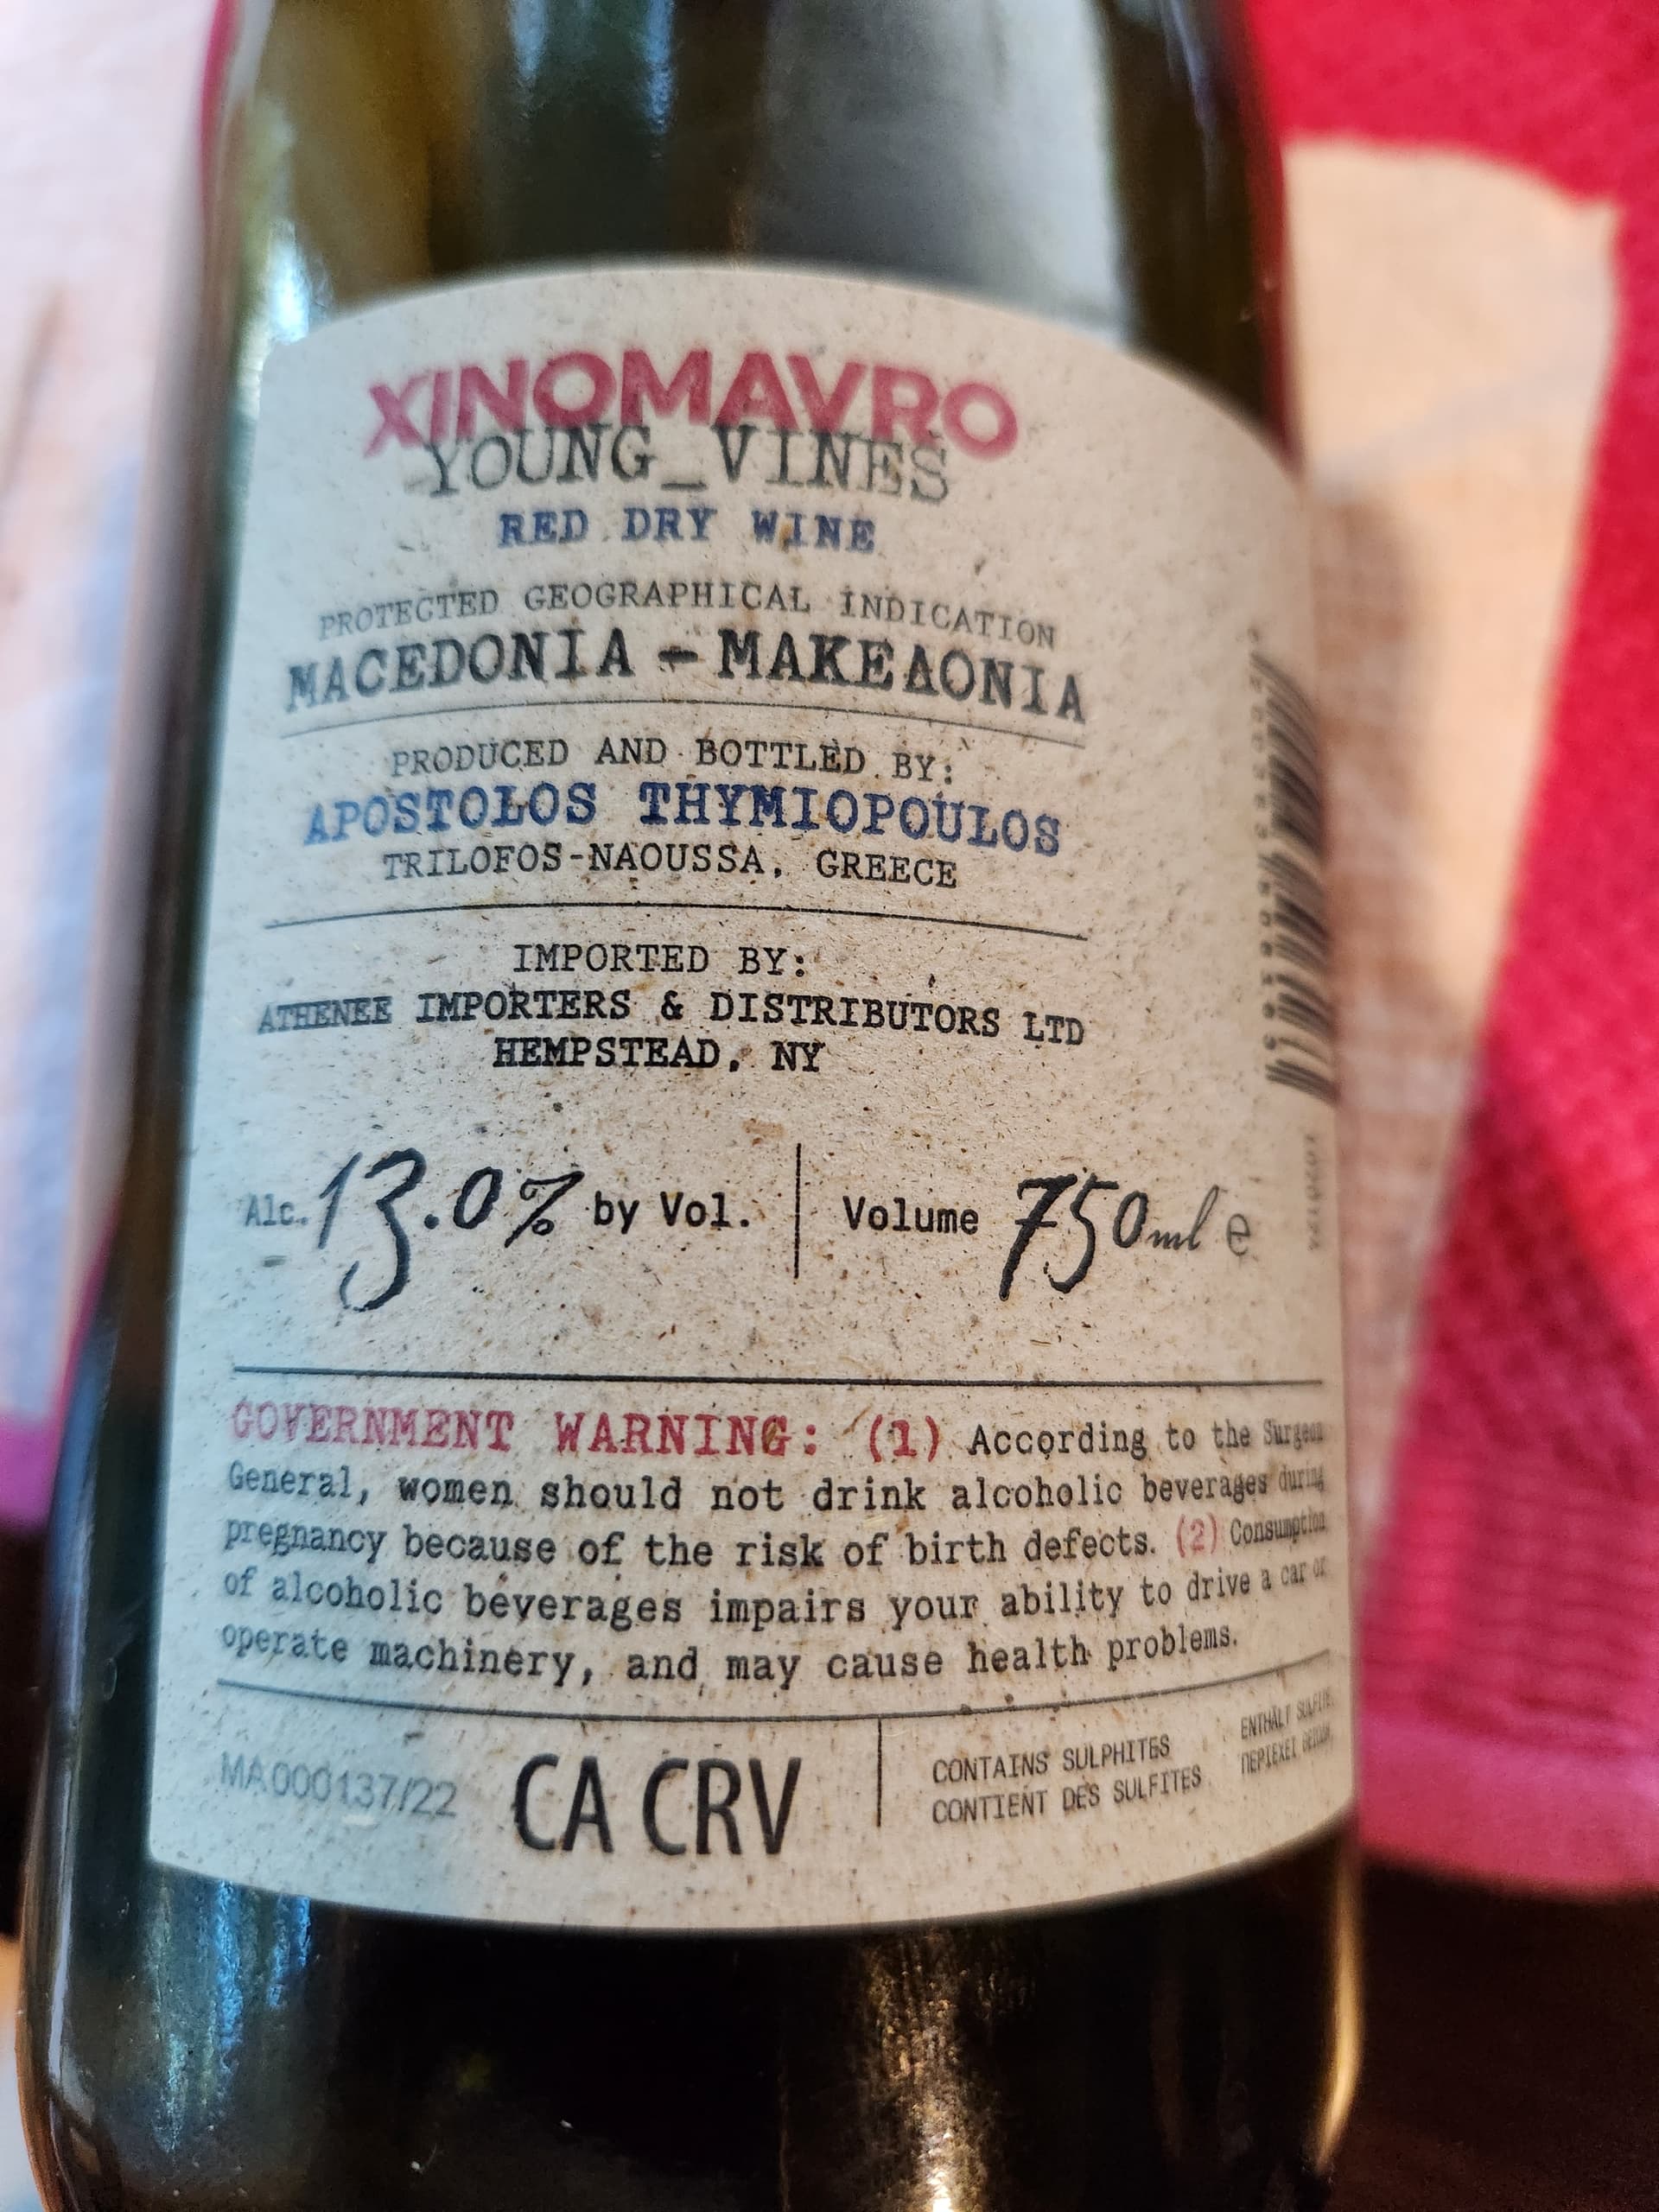 XINOMAVRO
YOUNG_VINES
RED DRY WINE
PROTECTED GEOGRAPHICAL INDICATION
MACEDONIA - ΜΑΚΕΔΟΝΙΑ
PRODUCED AND BOTTLED BY:
APOSTOLOS THYMIOPOULOS
TRILOFOS-NAOUSSA, GREECE
IMPORTED BY:
ATHENEE IMPORTERS & DISTRIBUTORS LTD
HEMPSTEAD, NY
Alc. 13.0% by Vol. | Volume 750ml e
GOVERNMENT WARNING: (1) According to the Surgeon
General, women should not drink alcoholic beverages during
pregnancy because of the risk of birth defects. (2) Consumption
of alcoholic beverages impairs your ability to drive a car or
operate machinery, and may cause health problems.
MA000137/22
CA CRV
CONTAINS SULPHITES
CONTIENT DES SULFITES
ENTHÄLT
ΠΕΡΙΕΧΕΙ